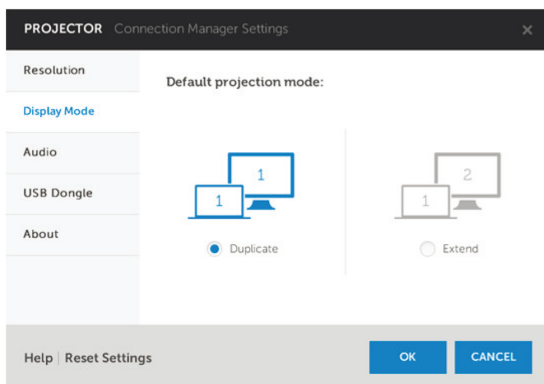 PROJECTOR Connection Manager Settings ×
Resolution
Default projection mode:
Display Mode
Audio
USB Dongle
About
1 1
1 2
Duplicate
Extend
Help | Reset Settings
OK
CANCEL